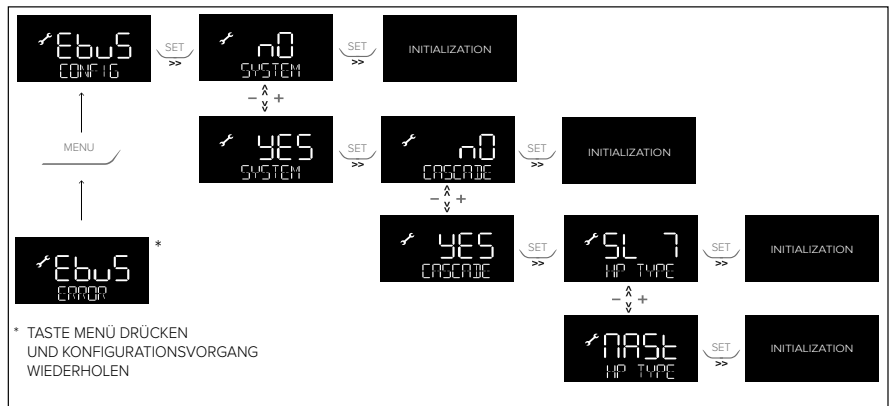 EbuS
CONFIG
SET
>>
nO
SYSTEM
SET
>>
INITIALIZATION
- +
MENU
YES
SYSTEM
SET
>>
nO
CASCADE
SET
>>
INITIALIZATION
- +
EbuS
ERROR
*
YES
CASCADE
SET
>>
SL 7
HP TYPE
SET
>>
INITIALIZATION
- +
MASt
HP TYPE
SET
>>
INITIALIZATION
* TASTE MENÜ DRÜCKEN
UND KONFIGURATIONSVORGANG
WIEDERHOLEN